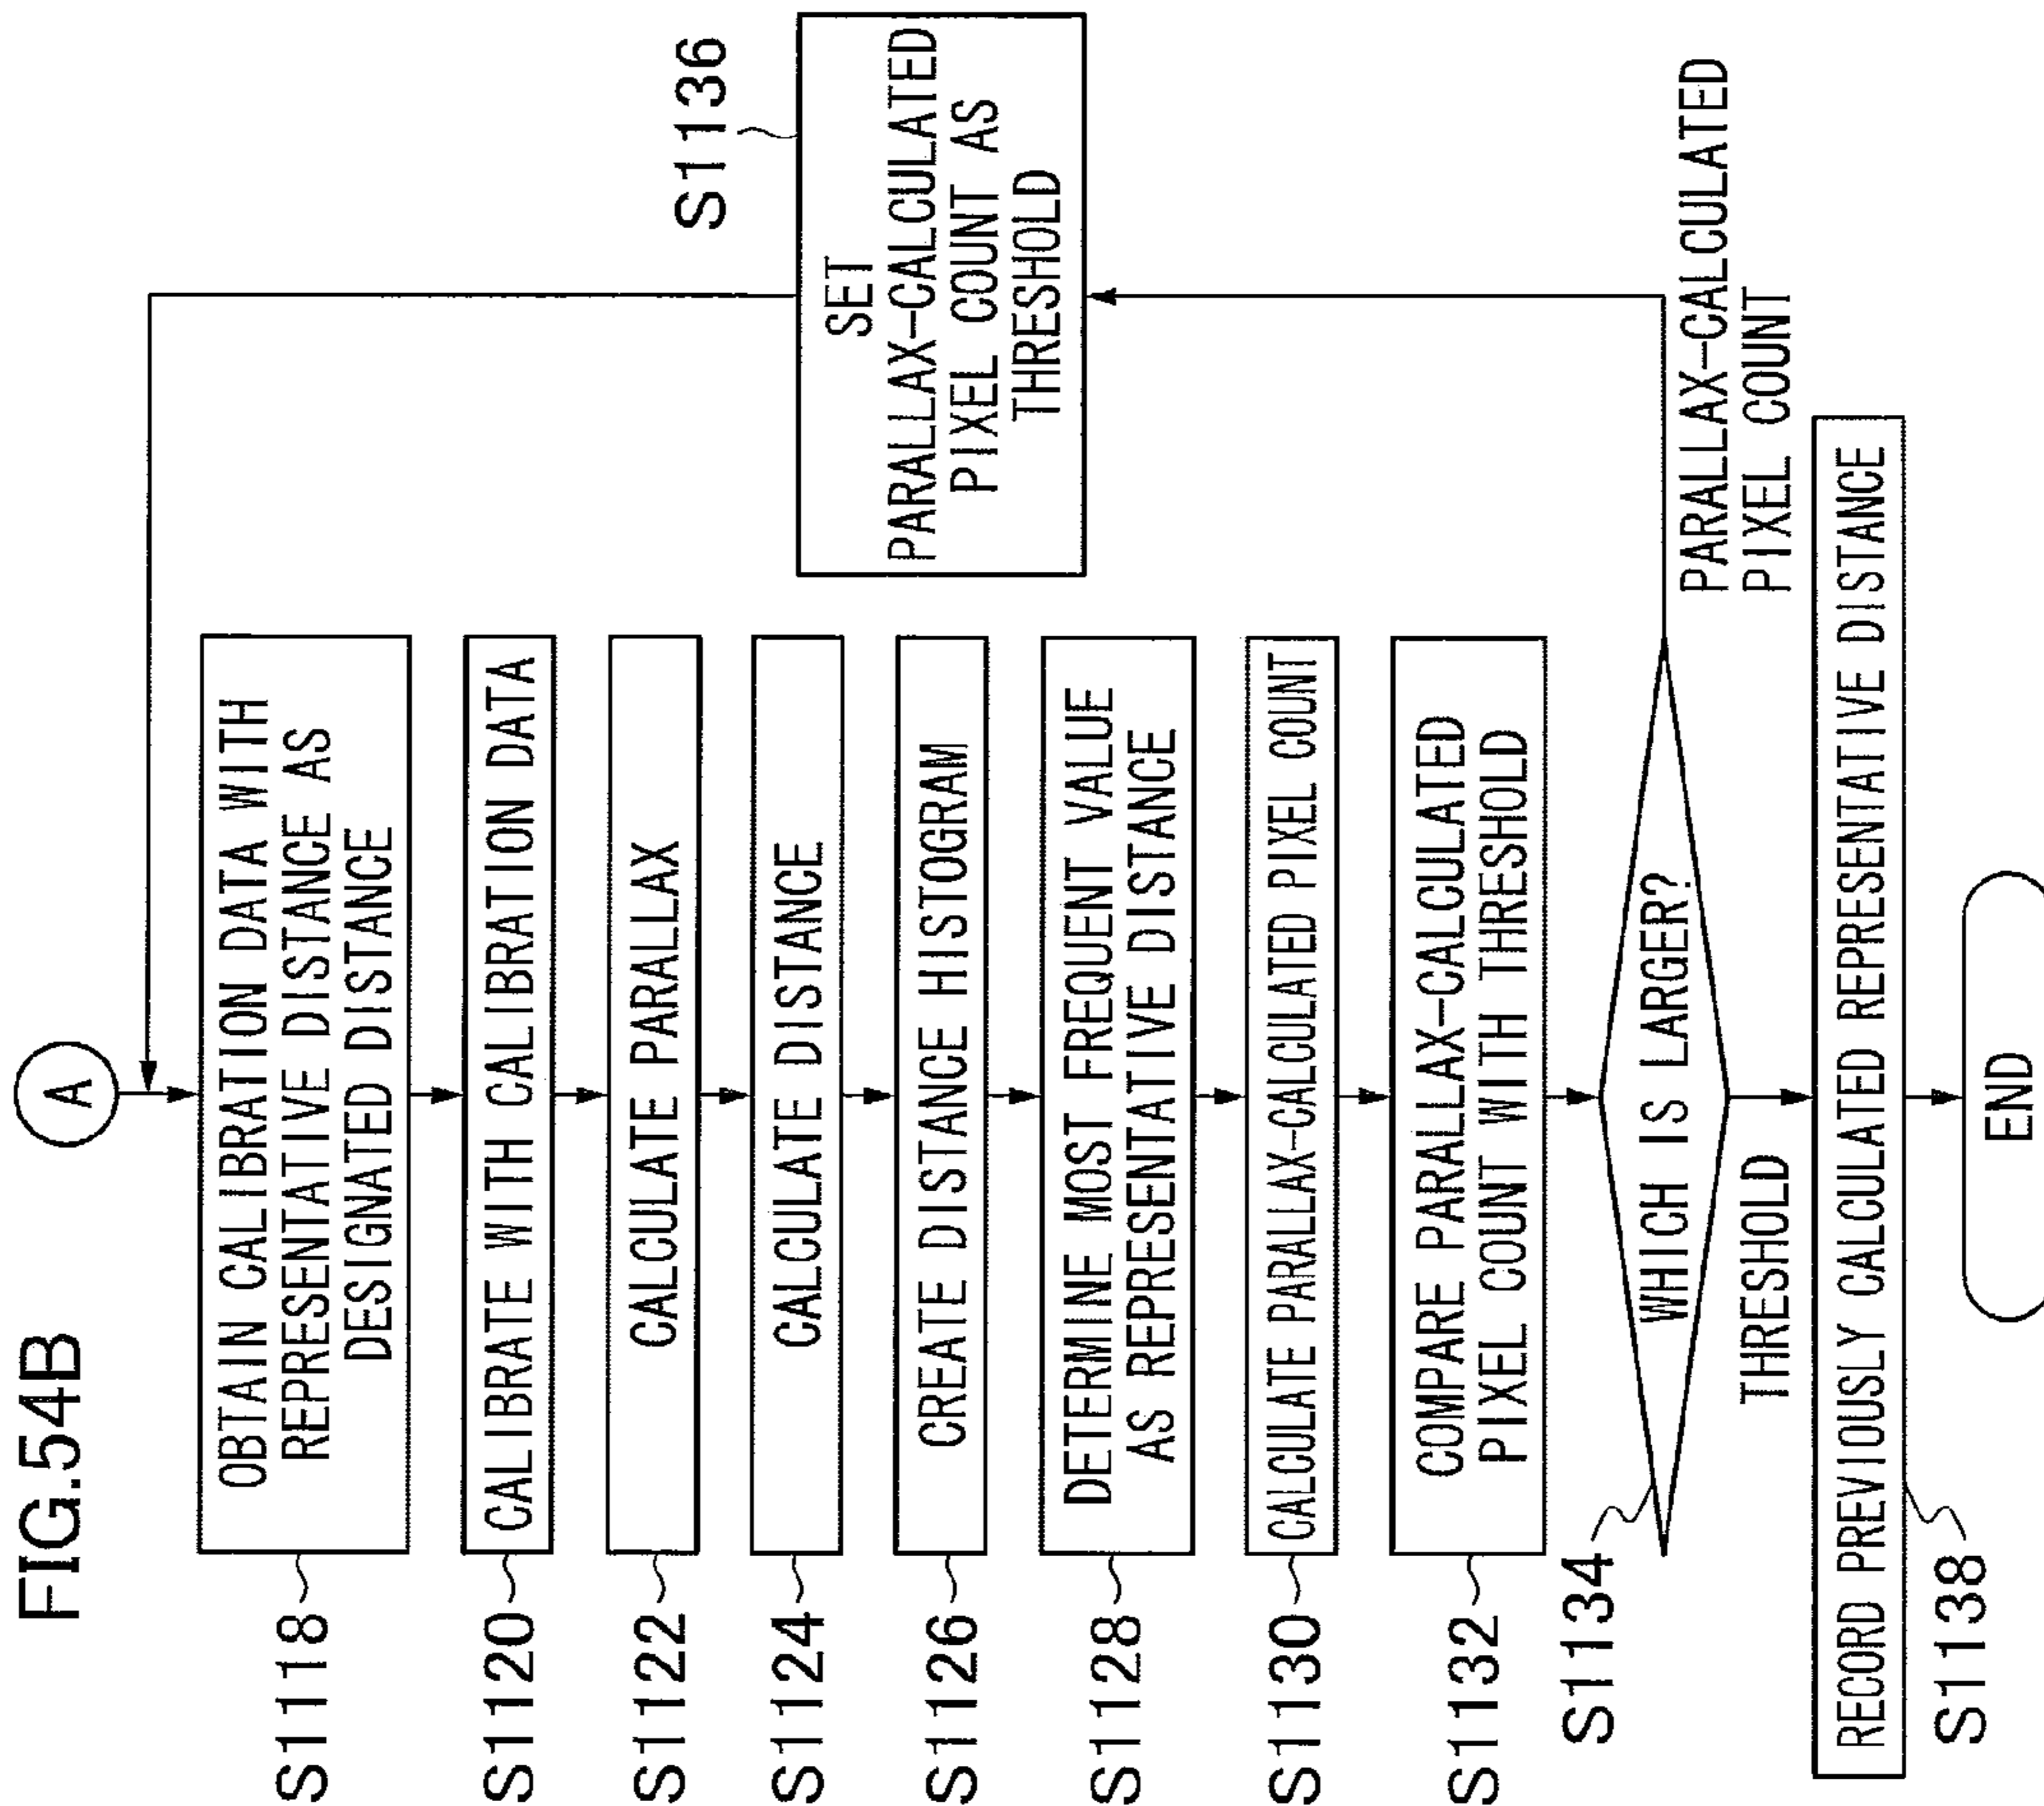 FIG.54B
A
S1118
OBTAIN CALIBRATION DATA WITH
REPRESENTATIVE DISTANCE AS
DESIGNATED DISTANCE
S1120
CALIBRATE WITH CALIBRATION DATA
S1122
CALCULATE PARALLAX
S1124
CALCULATE DISTANCE
S1126
CREATE DISTANCE HISTOGRAM
S1128
DETERMINE MOST FREQUENT VALUE
AS REPRESENTATIVE DISTANCE
S1130
CALCULATE PARALLAX-CALCULATED PIXEL COUNT
S1132
COMPARE PARALLAX-CALCULATED
PIXEL COUNT WITH THRESHOLD
S1134
WHICH IS LARGER?
PARALLAX-CALCULATED
PIXEL COUNT
S1136
SET
PARALLAX-CALCULATED
PIXEL COUNT AS
THRESHOLD
THRESHOLD
RECORD PREVIOUSLY CALCULATED REPRESENTATIVE DISTANCE
S1138
END